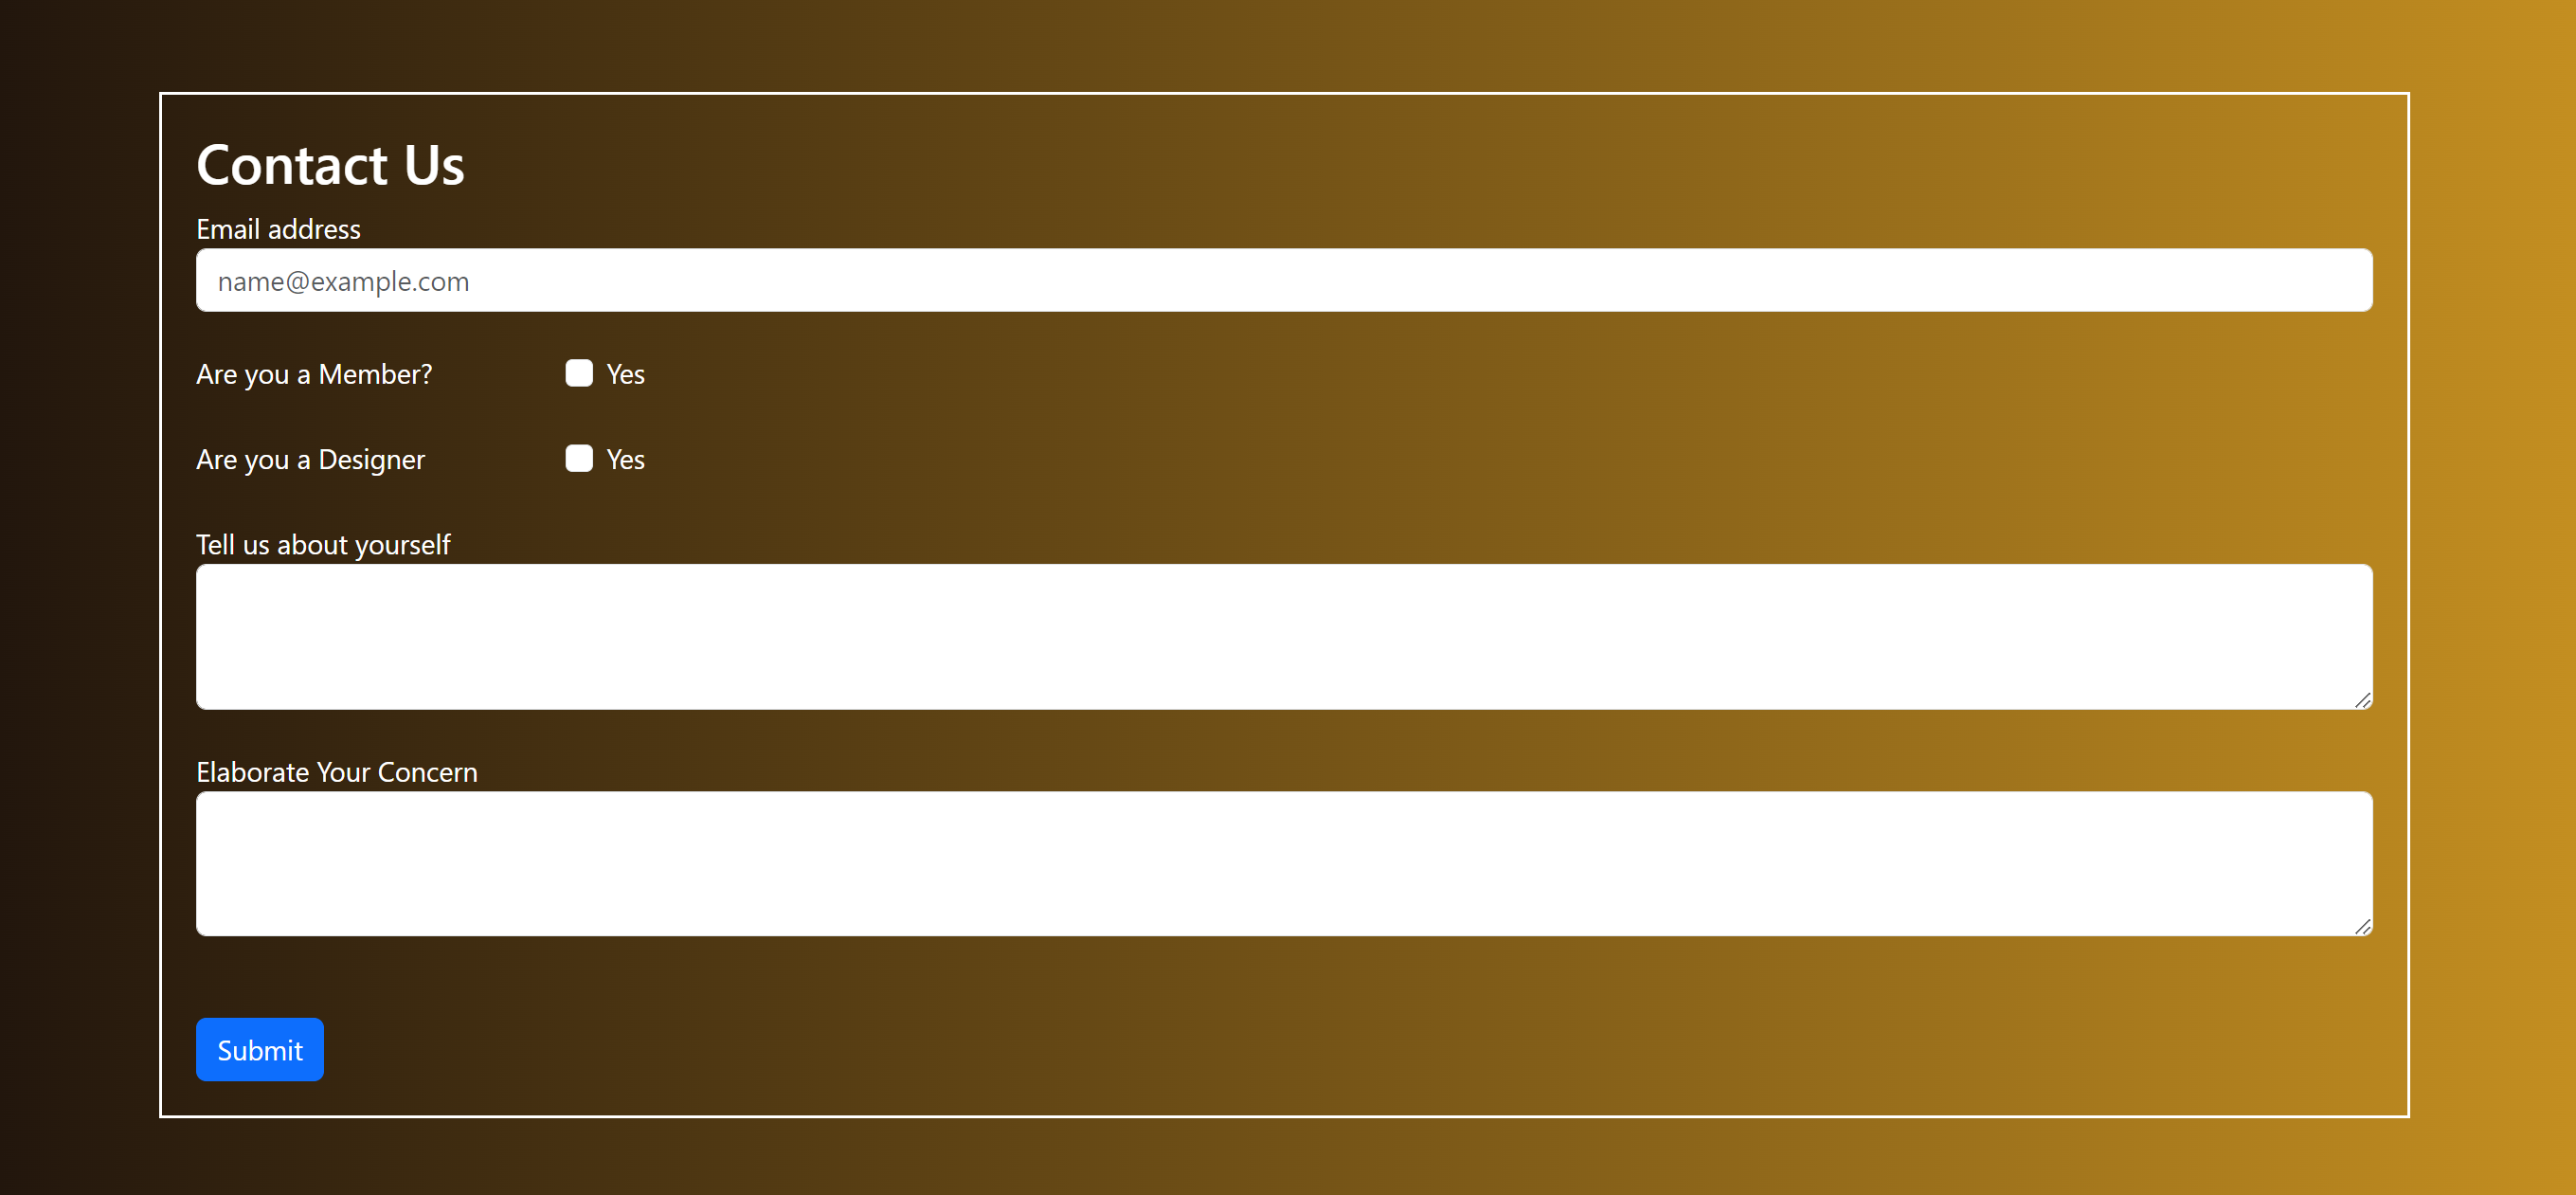 Contact Us
Email address
name@example.com
Are you a Member? Yes
Are you a Designer Yes
Tell us about yourself
Elaborate Your Concern
Submit